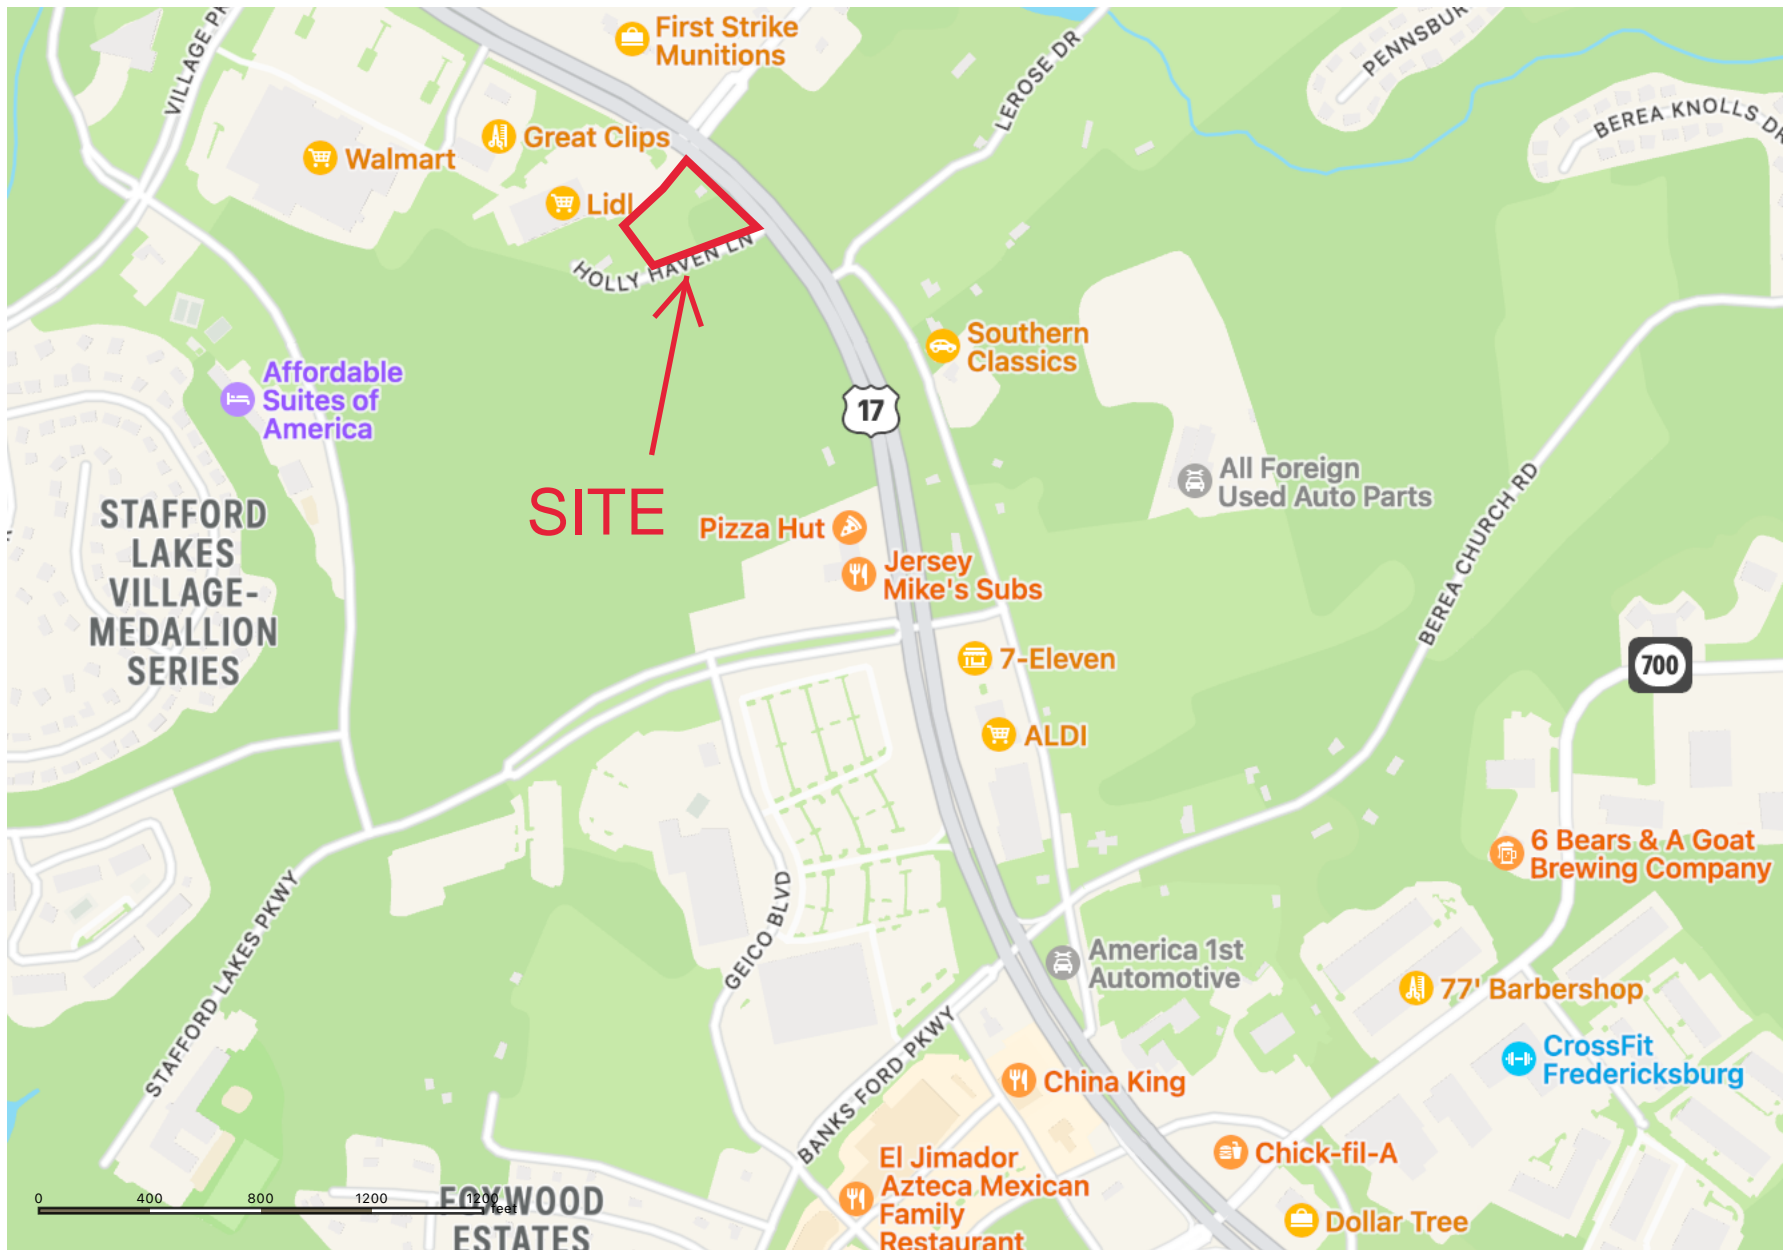 First Strike
Munitions
VILLAGE
LEROSE DR
BEREA KNOLLS DR
Great Clips
Walmart
Lidl
HOLLY HAVEN LN
Southern
Classics
Affordable
Suites of
America
17
All Foreign
Used Auto Parts
BEREA CHURCH RD
STAFFORD
LAKES
VILLAGE-
MEDALLION
SERIES
SITE
Pizza Hut
Jersey
Mike's Subs
7-Eleven
700
ALDI
6 Bears & A Goat
Brewing Company
GEICO BLVD
STAFFORD LAKES PKWY
America 1st
Automotive
77' Barbershop
CrossFit
Fredericksburg
BANKS FORD PKWY
China King
Chick-fil-A
El Jimador
Azteca Mexican
Family
Restaurant
Dollar Tree
FOXWOOD
ESTATES
0 400 800 1200 1200
feet